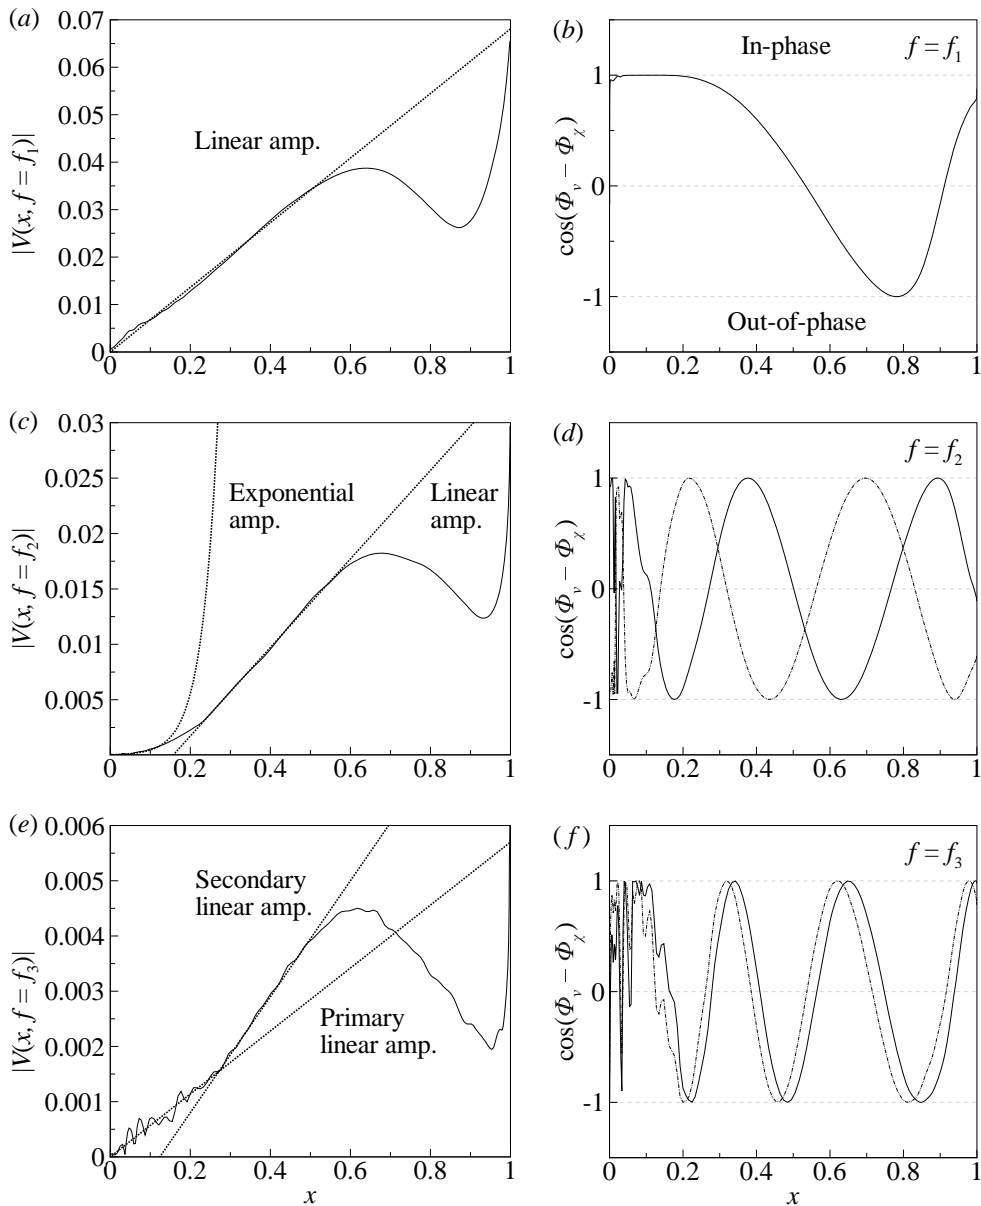 (a)
0.07
0.06
0.05
0.04
0.03
0.02
0.01
0
|V(x, f = f₁)|
Linear amp.
0 0.2 0.4 0.6 0.8 1
(b)
In-phase
f = f₁
1
0
-1
cos(Φᵥ − Φᵪ)
Out-of-phase
0 0.2 0.4 0.6 0.8 1
(c)
0.03
0.025
0.02
0.015
0.01
0.005
0
|V(x, f = f₂)|
Exponential
amp.
Linear
amp.
0 0.2 0.4 0.6 0.8 1
(d)
f = f₂
1
0
-1
cos(Φᵥ − Φᵪ)
0 0.2 0.4 0.6 0.8 1
(e)
0.006
0.005
0.004
0.003
0.002
0.001
0
|V(x, f = f₃)|
Secondary
linear amp.
Primary
linear amp.
0 0.2 0.4 0.6 0.8 1
x
(f)
f = f₃
1
0
-1
cos(Φᵥ − Φᵪ)
0 0.2 0.4 0.6 0.8 1
x